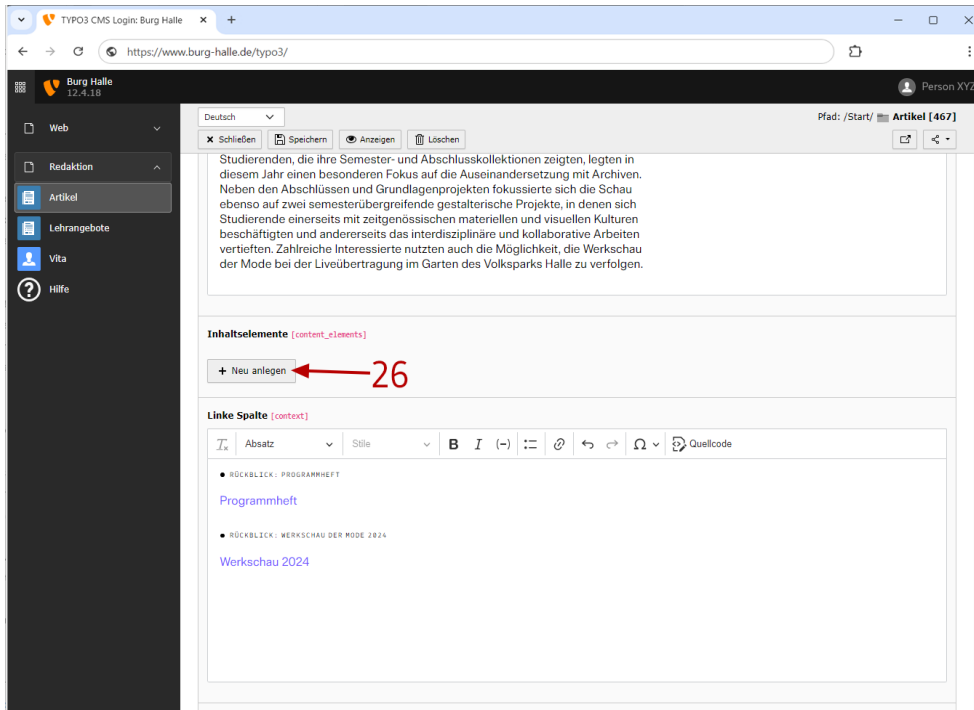 TYPO3 CMS Login: Burg Halle
https://www.burg-halle.de/typo3/
Burg Halle
12.4.18
Person XYZ
Web
Redaktion
Artikel
Lehrangebote
Vita
Hilfe
Deutsch
Pfad: /Start/ Artikel [467]
Schließen Speichern Anzeigen Löschen
Studierenden, die ihre Semester- und Abschlusskollektionen zeigten, legten in
diesem Jahr einen besonderen Fokus auf die Auseinandersetzung mit Archiven.
Neben den Abschlüssen und Grundlagenprojekten fokussierte sich die Schau
ebenso auf zwei semesterübergreifende gestalterische Projekte, in denen sich
Studierende einerseits mit zeitgenössischen materiellen und visuellen Kulturen
beschäftigten und andererseits das interdisziplinäre und kollaborative Arbeiten
vertieften. Zahlreiche Interessierte nutzten auch die Möglichkeit, die Werkschau
der Mode bei der Liveübertragung im Garten des Volksparks Halle zu verfolgen.
Inhaltselemente [content_elements]
+ Neu anlegen
26
Linke Spalte [context]
Absatz Stile B I (-) Ω Quellcode
● RÜCKBLICK: PROGRAMMHEFT
Programmheft
● RÜCKBLICK: WERKSCHAU DER MODE 2024
Werkschau 2024